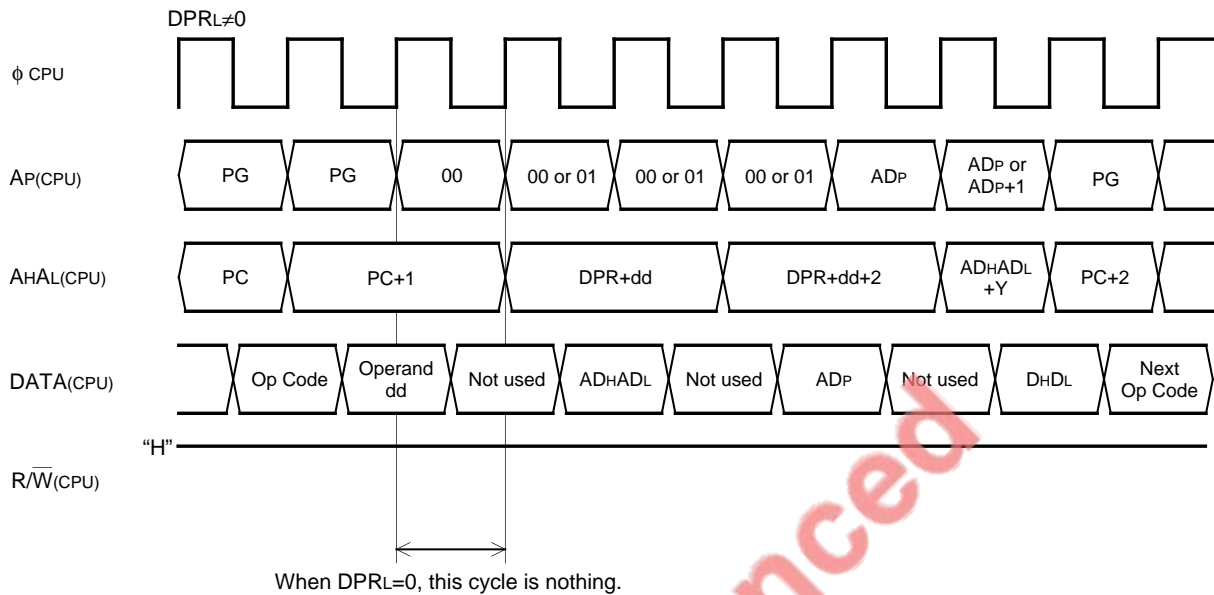 DPRL≠0
φ CPU
AP(CPU) PG PG 00 00 or 01 00 or 01 00 or 01 ADP ADP or ADP+1 PG
AHAL(CPU) PC PC+1 DPR+dd DPR+dd+2 ADHADL +Y PC+2
DATA(CPU) Op Code Operand dd Not used ADHADL Not used ADP Not used DHDL Next Op Code
“H”
R/W̅(CPU)
When DPRL=0, this cycle is nothing.